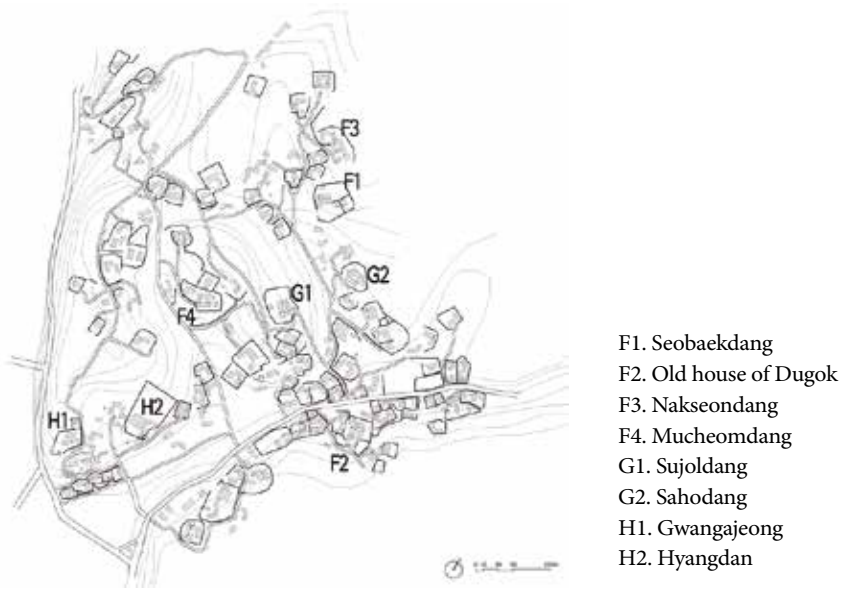 F3
F1
G2
G1
F4
H2
H1
F2
F1. Seobaekdang
F2. Old house of Dugok
F3. Nakseondang
F4. Mucheomdang
G1. Sujoldang
G2. Sahodang
H1. Gwangajeong
H2. Hyangdan